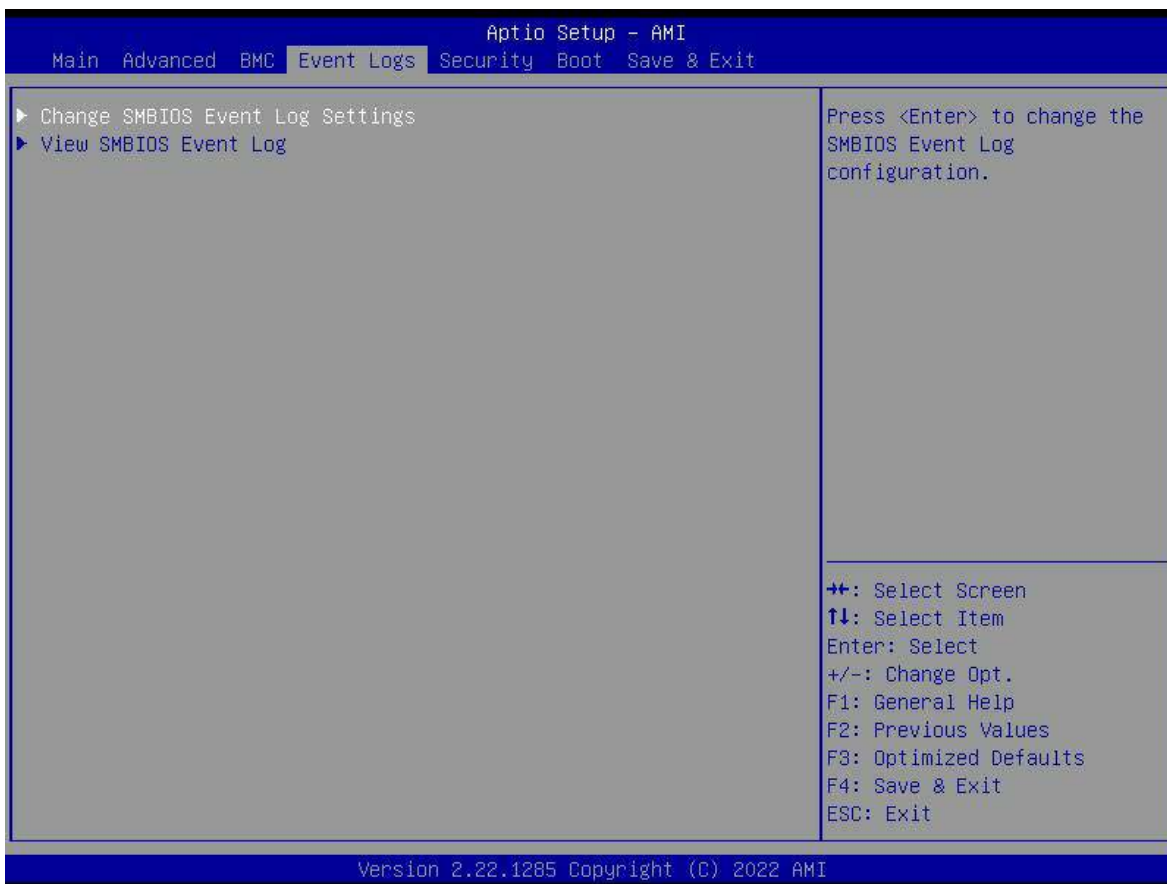 Aptio Setup – AMI
Main Advanced BMC Event Logs Security Boot Save & Exit
▶ Change SMBIOS Event Log Settings
▶ View SMBIOS Event Log
Press <Enter> to change the
SMBIOS Event Log
configuration.
→←: Select Screen
↑↓: Select Item
Enter: Select
+/-: Change Opt.
F1: General Help
F2: Previous Values
F3: Optimized Defaults
F4: Save & Exit
ESC: Exit
Version 2.22.1285 Copyright (C) 2022 AMI